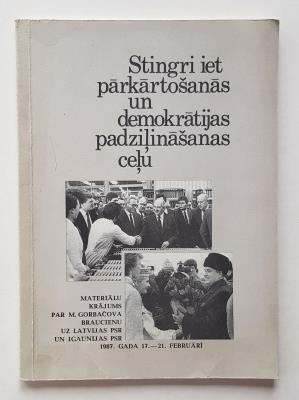 Stingri iet
pārkārtošanās
un
demokrātijas
padziļināšanas
ceļu
MATERIĀLU
KRĀJUMS
PAR M. GORBAČOVA
BRAUCIENU
UZ LATVIJAS PSR
UN IGAUNIJAS PSR
1987. GADA 17.—21. FEBRUĀRĪ